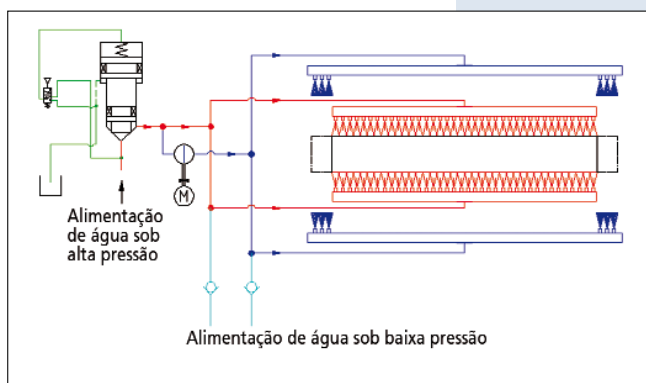 M
Alimentação
de água sob
alta pressão
Alimentação de água sob baixa pressão